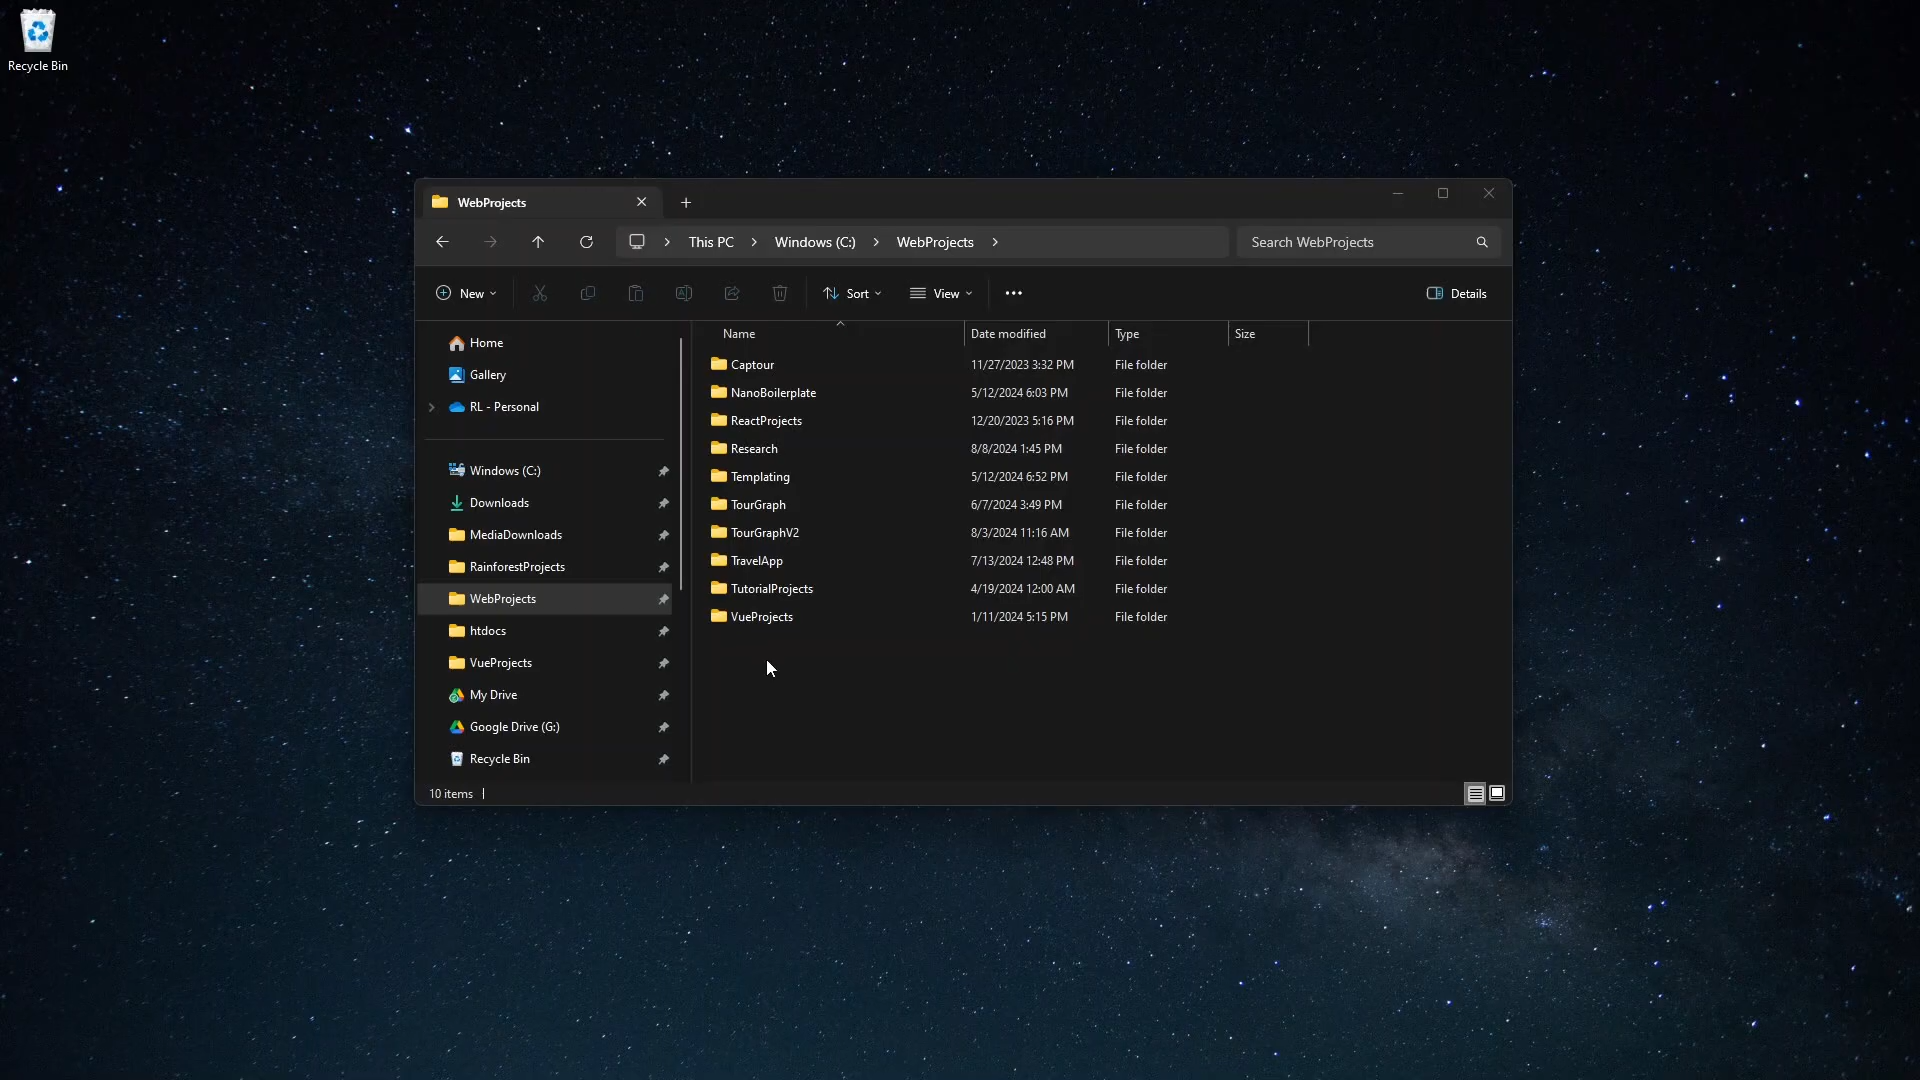 Recycle Bin
WebProjects
This PC > Windows (C:) > WebProjects >
Search WebProjects
New
Sort
View
Details
Home
Gallery
RL - Personal
Windows (C:)
Downloads
MediaDownloads
RainforestProjects
WebProjects
htdocs
VueProjects
My Drive
Google Drive (G:)
Recycle Bin
Name Date modified Type Size
Captour 11/27/2023 3:32 PM File folder
NanoBoilerplate 5/12/2024 6:03 PM File folder
ReactProjects 12/20/2023 5:16 PM File folder
Research 8/8/2024 1:45 PM File folder
Templating 5/12/2024 6:52 PM File folder
TourGraph 6/7/2024 3:49 PM File folder
TourGraphV2 8/3/2024 11:16 AM File folder
TravelApp 7/13/2024 12:48 PM File folder
TutorialProjects 4/19/2024 12:00 AM File folder
VueProjects 1/11/2024 5:15 PM File folder
10 items